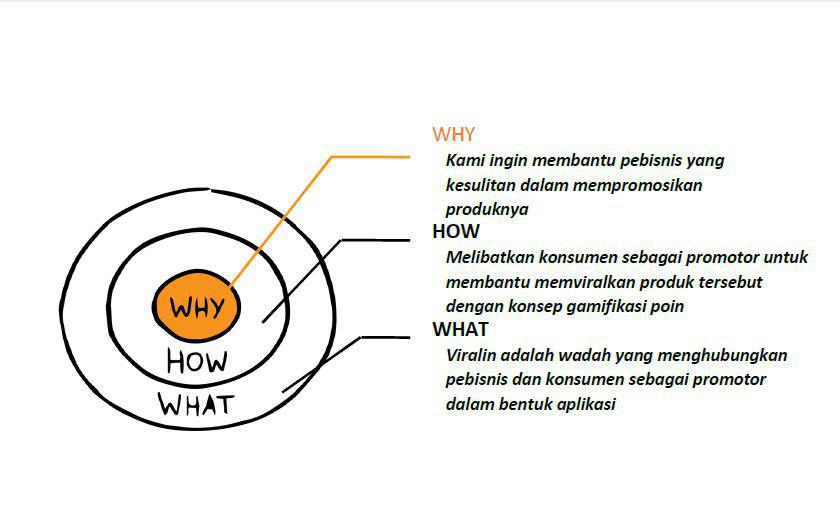 WHY
Kami ingin membantu pebisnis yang
kesulitan dalam mempromosikan
produknya
HOW
Melibatkan konsumen sebagai promotor untuk
membantu memviralkan produk tersebut
dengan konsep gamifikasi poin
WHAT
Viralin adalah wadah yang menghubungkan
pebisnis dan konsumen sebagai promotor
dalam bentuk aplikasi
WHY
HOW
WHAT